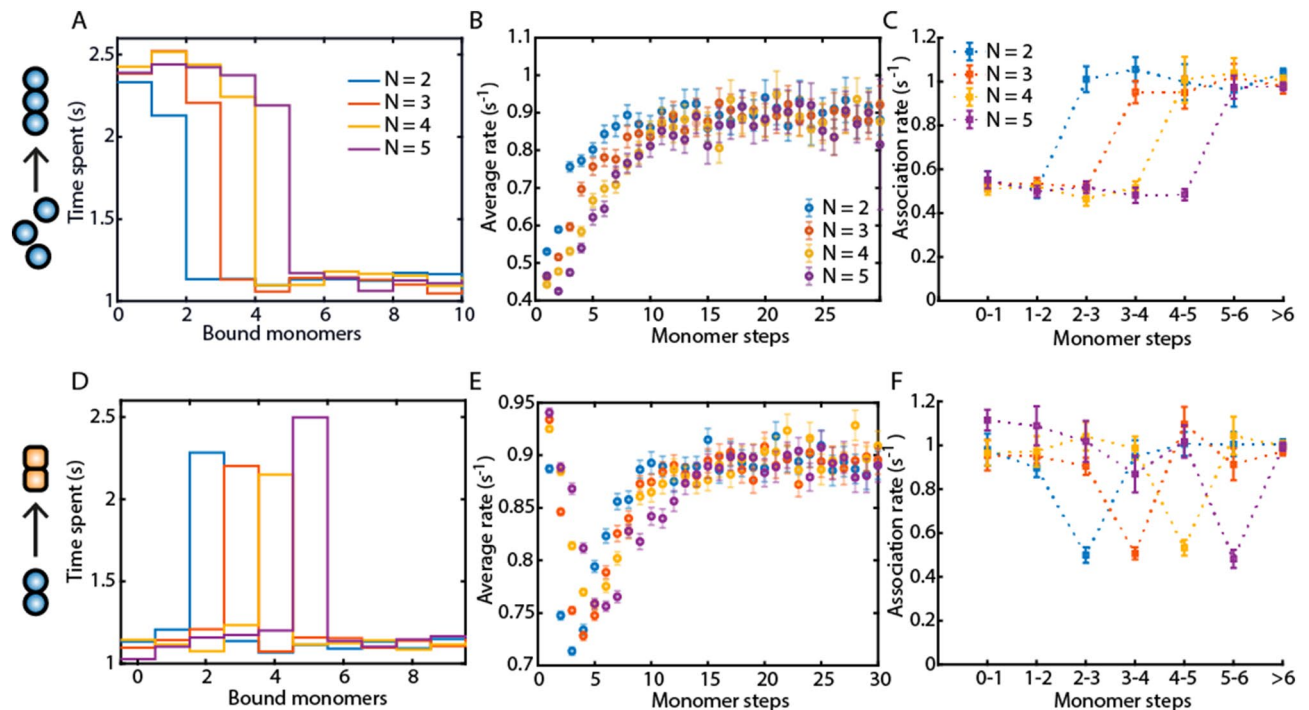 A
Time spent (s)
2.5
2
1.5
1
0 2 4 6 8 10
Bound monomers
N = 2
N = 3
N = 4
N = 5
B
Average rate (s-1)
1.1
1
0.9
0.8
0.7
0.6
0.5
0.4
0 5 10 15 20 25
Monomer steps
N = 2
N = 3
N = 4
N = 5
C
Association rate (s-1)
1.2
1
0.8
0.6
0.4
0.2
0
0-1 1-2 2-3 3-4 4-5 5-6 >6
Monomer steps
N = 2
N = 3
N = 4
N = 5
D
Time spent (s)
2.5
2
1.5
1
0 2 4 6 8
Bound monomers
E
Average rate (s-1)
0.95
0.9
0.85
0.8
0.75
0.7
0 5 10 15 20 25 30
Monomer steps
F
Association rate (s-1)
1.2
1
0.8
0.6
0.4
0.2
0
0-1 1-2 2-3 3-4 4-5 5-6 >6
Monomer steps